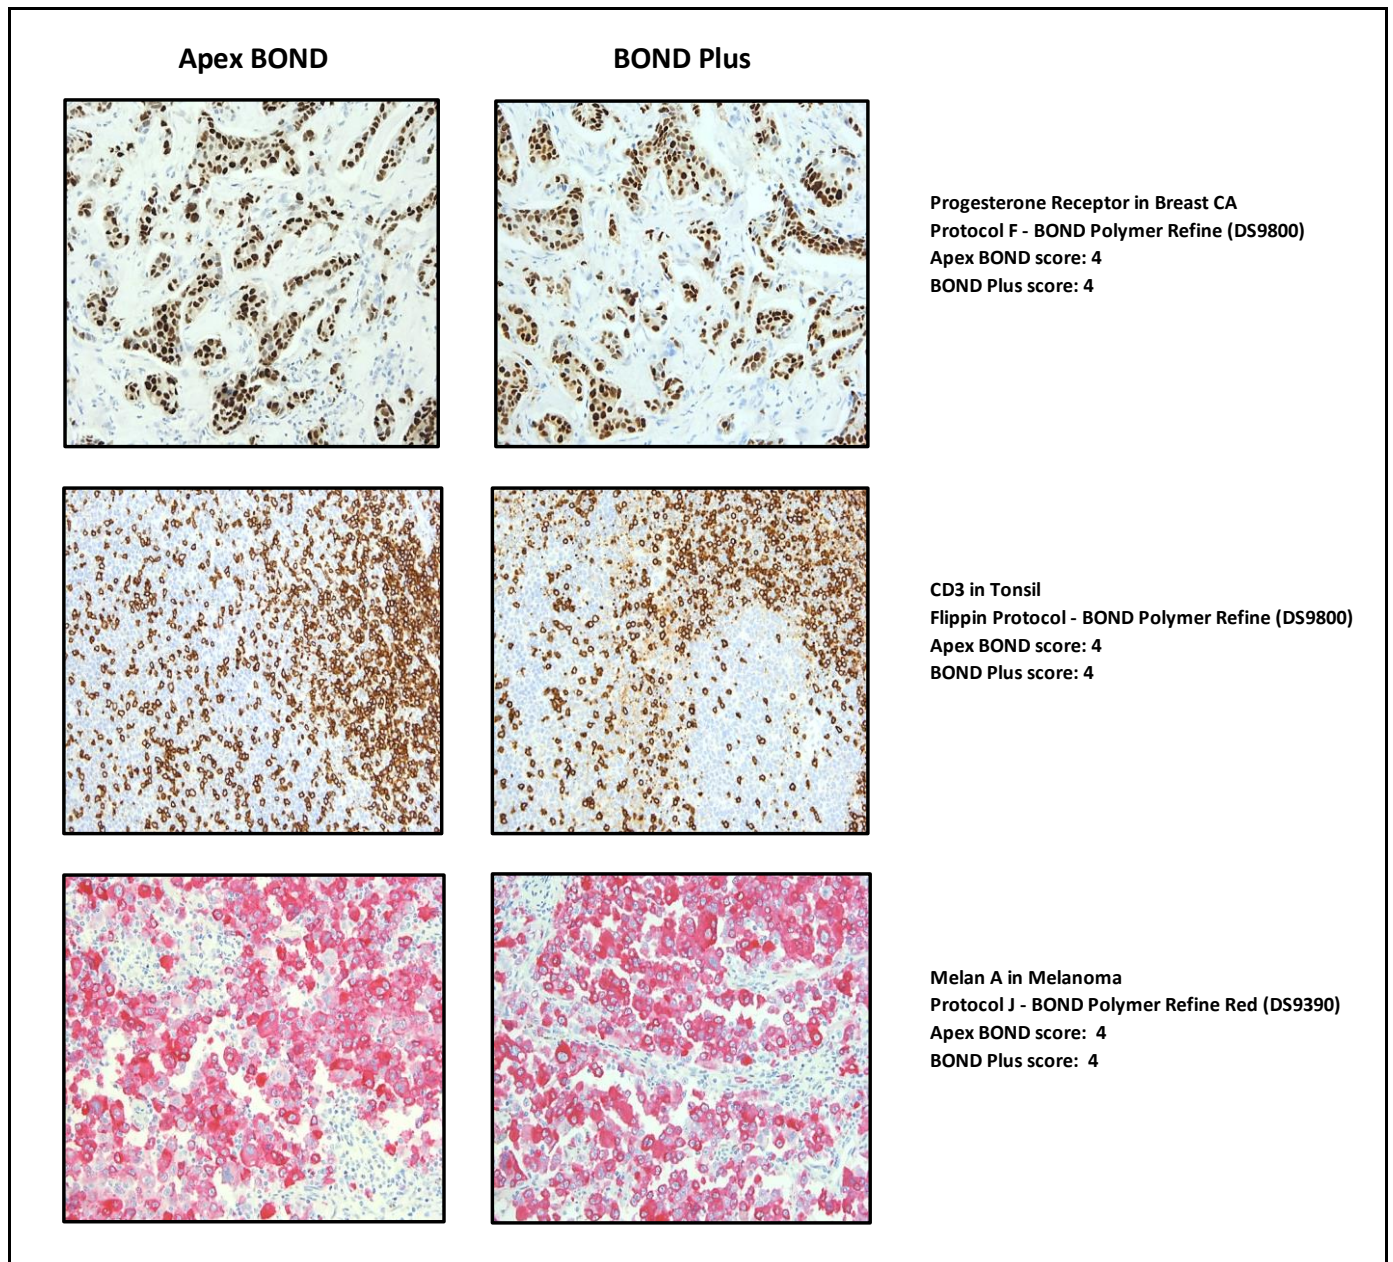 Apex BOND
BOND Plus
Progesterone Receptor in Breast CA
Protocol F - BOND Polymer Refine (DS9800)
Apex BOND score: 4
BOND Plus score: 4
CD3 in Tonsil
Flippin Protocol - BOND Polymer Refine (DS9800)
Apex BOND score: 4
BOND Plus score: 4
Melan A in Melanoma
Protocol J - BOND Polymer Refine Red (DS9390)
Apex BOND score:  4
BOND Plus score:  4